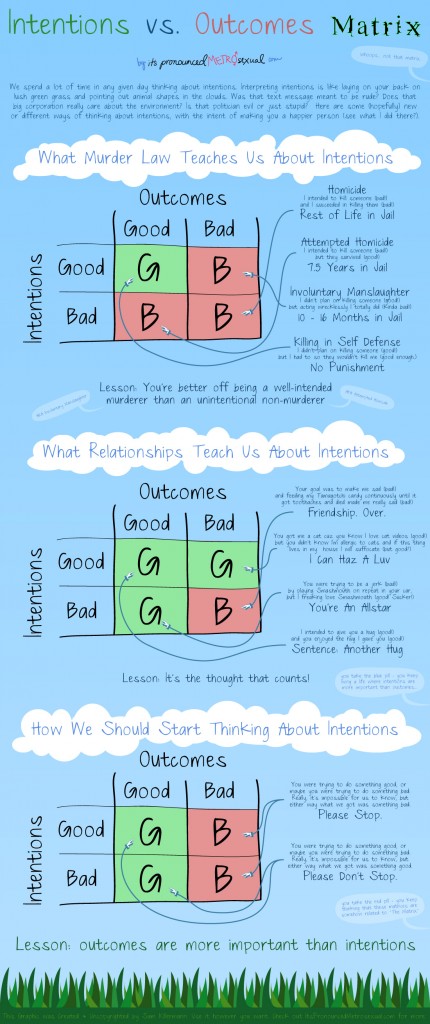 Intentions vs. Outcomes Matrix
by its pronounced METROsexual .com
We spend a lot of time in any given day thinking about intentions. Interpreting intentions is like laying on your back on
lush green grass and pointing out animal shapes in the clouds. Was that text message meant to be rude? Does that
big corporation really care about the environment? Is that politician evil or just stupid? Here are some (hopeful) new
or different ways of thinking about intentions, with the intent of making you a happier person (see what I did there?).
What Murder Law Teaches Us About Intentions
Outcomes
Good Bad
Intentions
Good G B
Bad B B
Homicide
I intended to kill someone (bad!)
and I succeeded in killing them (bad!)
Rest of Life in Jail
Attempted Homicide
I intended to kill someone (bad!)
but they survived (good!)
7.5 Years in Jail
Involuntary Manslaughter
I didn't plan on killing someone (good!)
but acting recklessly I totally did (kinda bad!)
10 - 16 Months in Jail
Killing in Self Defense
I didn't plan on killing someone (good!)
but I had to so they wouldn't kill me (good enough)
No Punishment
Lesson: You're better off being a well-intended
murderer than an unintentional non-murderer
What Relationships Teach Us About Intentions
Outcomes
Good Bad
Intentions
Good G G
Bad G B
Your goal was to make me sad (bad!)
and feeding my Tamagotchi candy continuously until it
got toothaches and died made me really sad (bad!)
Friendship. Over.
You got me a cat cuz you know I love cat videos (good!)
but you didn't know I'm allergic to cats and if this thing
lives in my house I will suffocate (not good!)
I Can Haz A Luv
You were trying to be a jerk (bad!)
by playing Smashmouth on repeat in your car,
but I freaking love Smashmouth (good! Sucker!)
You're An Allstar
I intended to give you a hug (good!)
and you enjoyed the hug I gave you (good!)
Sentence: Another Hug
Lesson: It's the thought that counts!
How We Should Start Thinking About Intentions
Outcomes
Good Bad
Intentions
Good G B
Bad G B
You were trying to do something good, or
maybe you were trying to do something bad.
Really, it's impossible for us to know, but
either way what we got was something bad.
Please Stop.
You were trying to do something good, or
maybe you were trying to do something bad.
Really, it's impossible for us to know, but
either way what we got was something good.
Please Don't Stop.
Lesson: outcomes are more important than intentions